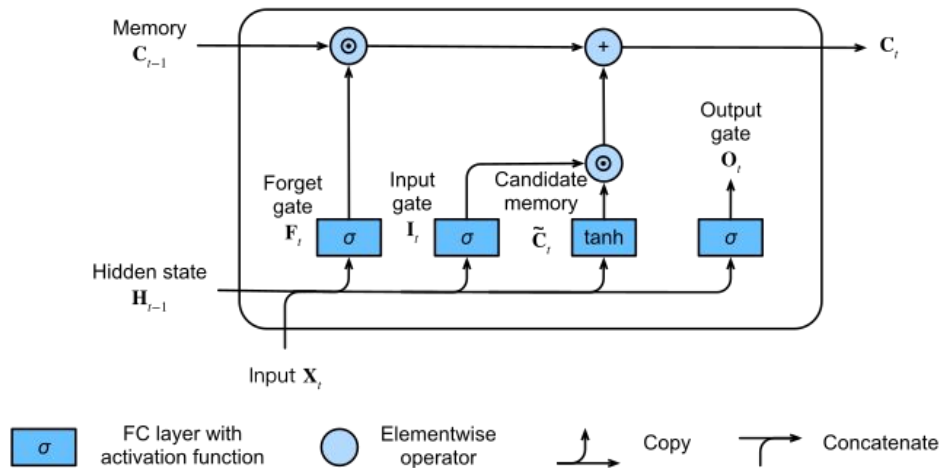 Memory
C_{t-1}
⊙
+
C_t
Output
gate
O_t
⊙
Forget
gate
F_t
Input
gate
I_t
Candidate
memory
C̃_t
σ
σ
tanh
σ
Hidden state
H_{t-1}
Input X_t
σ
FC layer with
activation function
Elementwise
operator
Copy
Concatenate